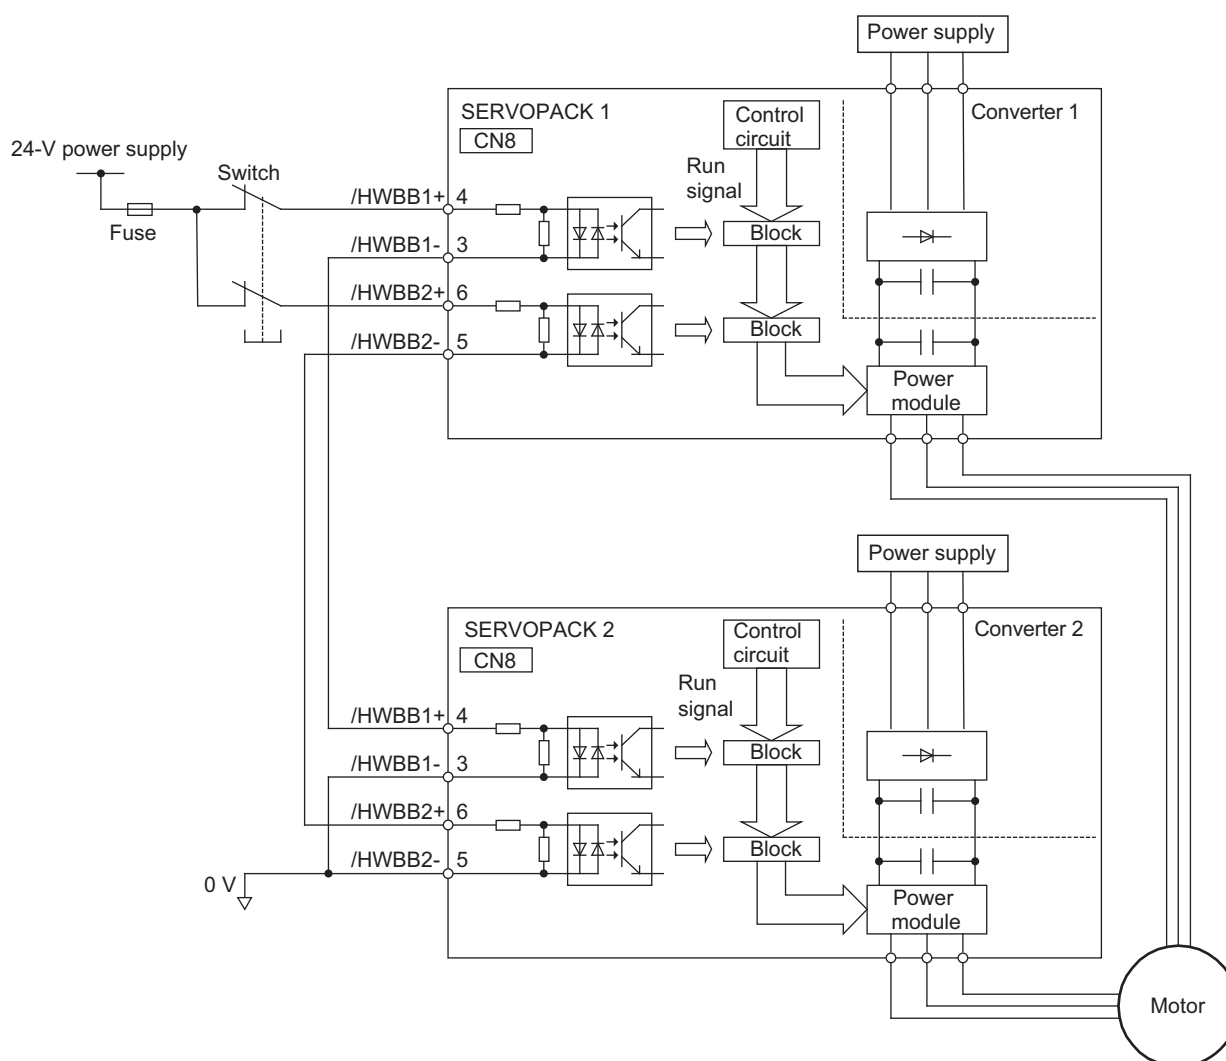 Power supply
SERVOPACK 1
CN8
Control
circuit
Converter 1
24-V power supply
Switch
Fuse
Run
signal
/HWBB1+ 4
Block
/HWBB1- 3
/HWBB2+ 6
Block
/HWBB2- 5
Power
module
Power supply
SERVOPACK 2
CN8
Control
circuit
Converter 2
Run
signal
/HWBB1+ 4
Block
/HWBB1- 3
/HWBB2+ 6
Block
/HWBB2- 5
0 V
Power
module
Motor